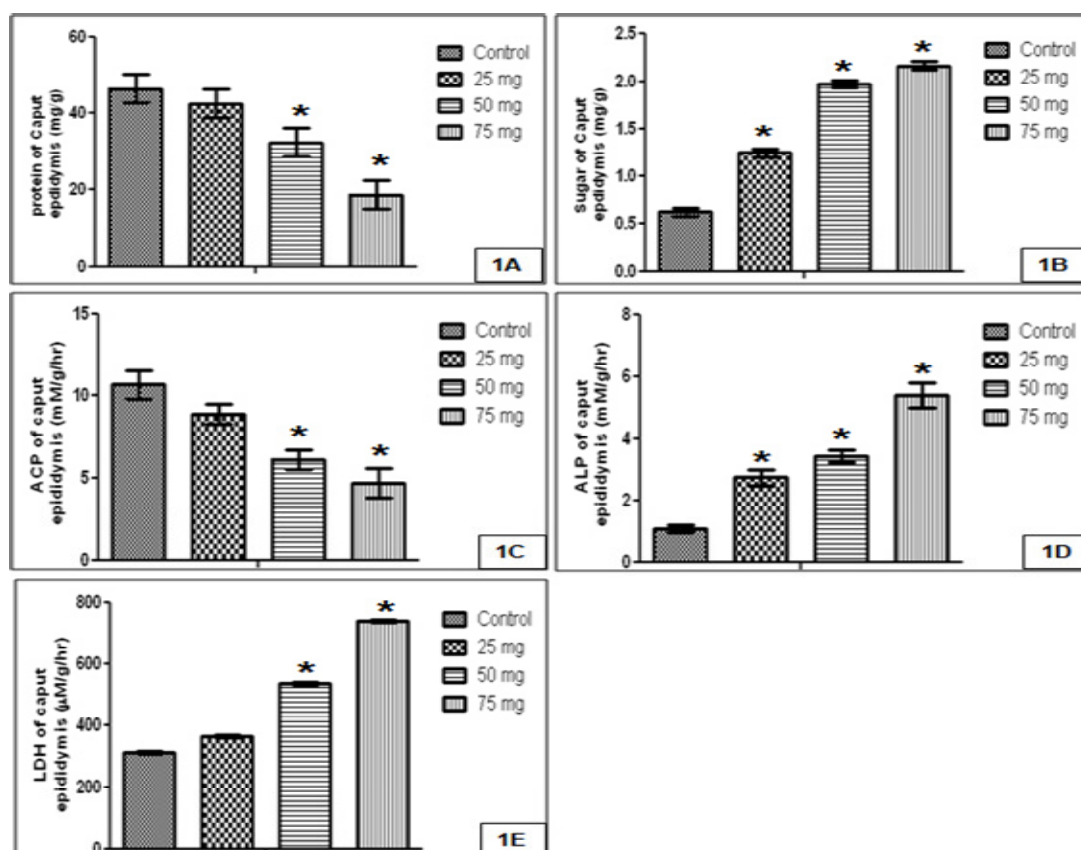 protein of Caput
epdidymis (mg/g)
60
40
20
0
*
*
Control
25 mg
50 mg
75 mg
1A
Sugar of Caput
epdidymis (mg/g)
2.5
2.0
1.5
1.0
0.5
0.0
*
*
*
Control
25 mg
50 mg
75 mg
1B
ACP of caput
epididymis (mM/g/hr)
15
10
5
0
*
*
Control
25 mg
50 mg
75 mg
1C
ALP of caput
epididymis (mM/g/hr)
8
6
4
2
0
*
*
*
Control
25 mg
50 mg
75 mg
1D
LDH of caput
epididymis (µM/g/hr)
800
600
400
200
0
*
*
Control
25 mg
50 mg
75 mg
1E